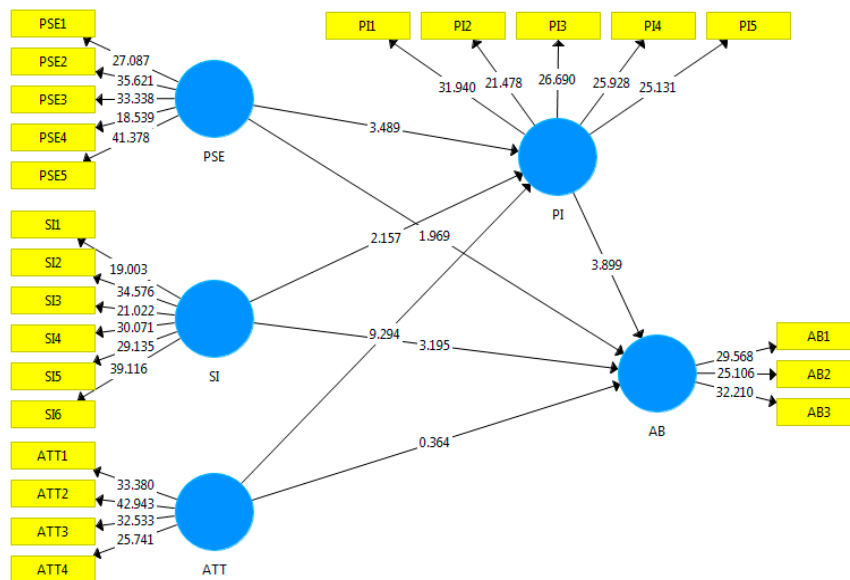 PSE1
PSE2
PSE3
PSE4
PSE5
27.087
35.621
33.338
18.539
41.378
PSE
PI1
PI2
PI3
PI4
PI5
31.940
21.478
26.690
25.928
25.131
PI
3.489
1.969
2.157
3.899
SI1
SI2
SI3
SI4
SI5
SI6
19.003
34.576
21.022
30.071
29.135
39.116
SI
9.294
3.195
0.364
AB1
AB2
AB3
29.568
25.106
32.210
AB
ATT1
ATT2
ATT3
ATT4
33.380
42.943
32.533
25.741
ATT